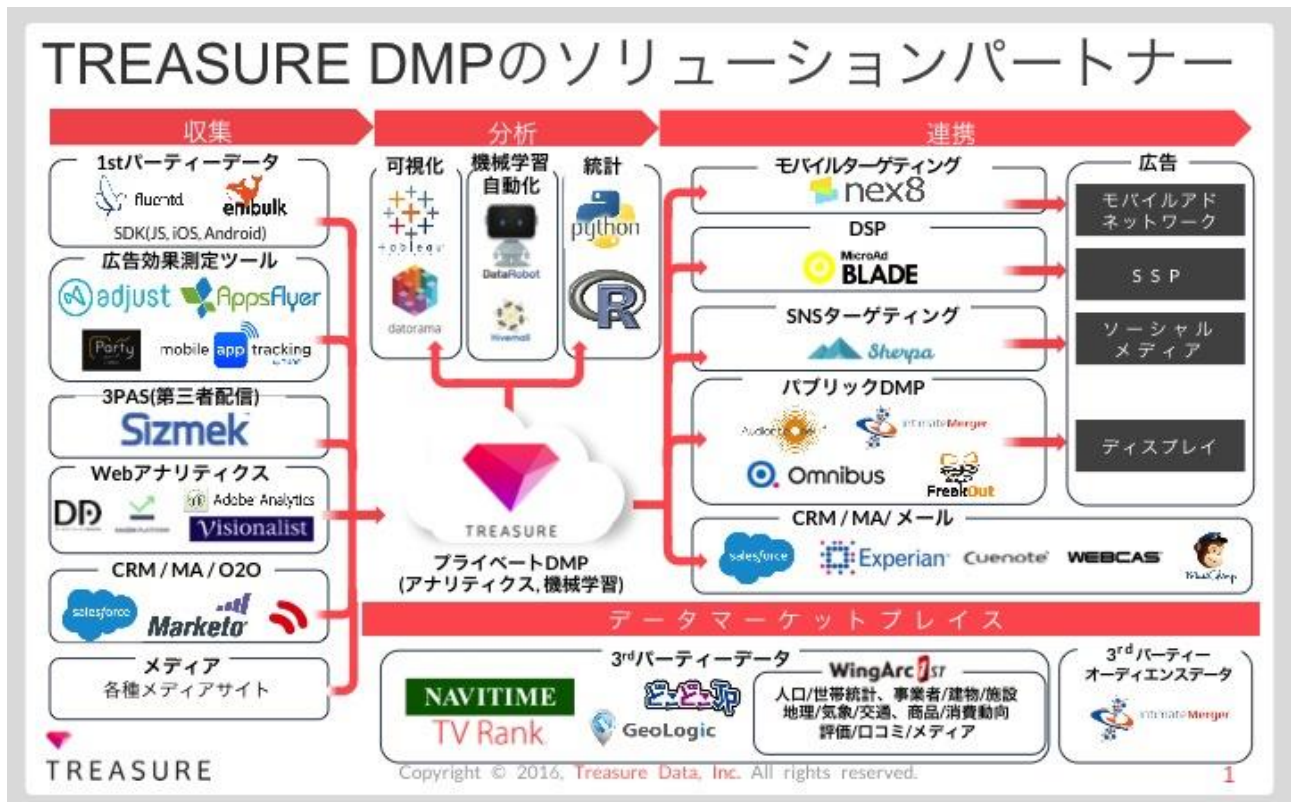 TREASURE DMPのソリューションパートナー
収集
分析
連携
1stパーティーデータ
fluentd
embulk
SDK(JS, iOS, Android)
広告効果測定ツール
adjust
AppsFlyer
Party
mobile app tracking
3PAS(第三者配信)
Sizmek
Webアナリティクス
Adobe Analytics
Visionalist
CRM / MA / O2O
salesforce
Marketo
メディア
各種メディアサイト
可視化
tableau
datorama
機械学習
自動化
DataRobot
hivemall
統計
python
R
TREASURE
プライベートDMP
(アナリティクス, 機械学習)
モバイルターゲティング
nex8
DSP
MicroAd
BLADE
SNSターゲティング
Sherpa
パブリックDMP
IntimateMerger
Omnibus
FreakOut
広告
モバイルアド
ネットワーク
SSP
ソーシャル
メディア
ディスプレイ
CRM / MA/ メール
salesforce
Experian
Cuenote
WEBCAS
MailChimp
データマーケットプレイス
3rdパーティーデータ
NAVITIME
TV Rank
どこどこJP
GeoLogic
WingArc 1ST
人口/世帯統計、事業者/建物/施設
地理/気象/交通、商品/消費動向
評価/口コミ/メディア
3rd パーティー
オーディエンスデータ
IntimateMerger
TREASURE
Copyright © 2016, Treasure Data, Inc. All rights reserved.
1